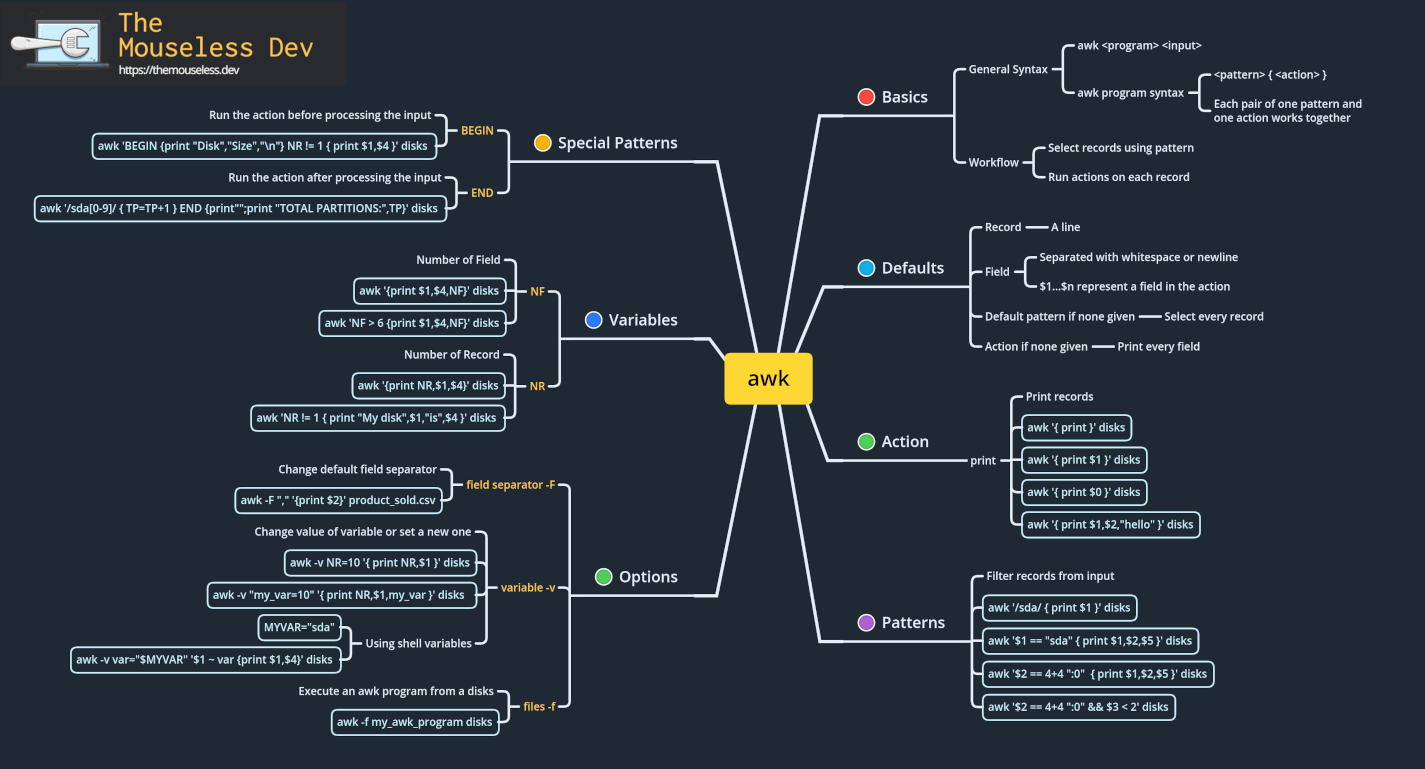 The
Mouseless Dev
https://themouseless.dev
awk
Basics
General Syntax
awk <program> <input>
awk program syntax
<pattern> { <action> }
Each pair of one pattern and
one action works together
Workflow
Select records using pattern
Run actions on each record
Defaults
Record
A line
Field
Separated with whitespace or newline
$1...$n represent a field in the action
Default pattern if none given
Select every record
Action if none given
Print every field
Action
print
Print records
awk '{ print }' disks
awk '{ print $1 }' disks
awk '{ print $0 }' disks
awk '{ print $1,$2,"hello" }' disks
Patterns
Filter records from input
awk '/sda/ { print $1 }' disks
awk '$1 == "sda" { print $1,$2,$5 }' disks
awk '$2 == 4+4 ":0"  { print $1,$2,$5 }' disks
awk '$2 == 4+4 ":0" && $3 < 2' disks
Special Patterns
BEGIN
Run the action before processing the input
awk 'BEGIN {print "Disk","Size","\n"} NR != 1 { print $1,$4 }' disks
END
Run the action after processing the input
awk '/sda[0-9]/ { TP=TP+1 } END {print"";print "TOTAL PARTITIONS:",TP}' disks
Variables
NF
Number of Field
awk '{print $1,$4,NF}' disks
awk 'NF > 6 {print $1,$4,NF}' disks
NR
Number of Record
awk '{print NR,$1,$4}' disks
awk 'NR != 1 { print "My disk",$1,"is",$4 }' disks
Options
field separator -F
Change default field separator
awk -F "," '{print $2}' product_sold.csv
variable -v
Change value of variable or set a new one
awk -v NR=10 '{ print NR,$1 }' disks
awk -v "my_var=10" '{ print NR,$1,my_var }' disks
Using shell variables
MYVAR="sda"
awk -v var="$MYVAR" '$1 ~ var {print $1,$4}' disks
files -f
Execute an awk program from a disks
awk -f my_awk_program disks